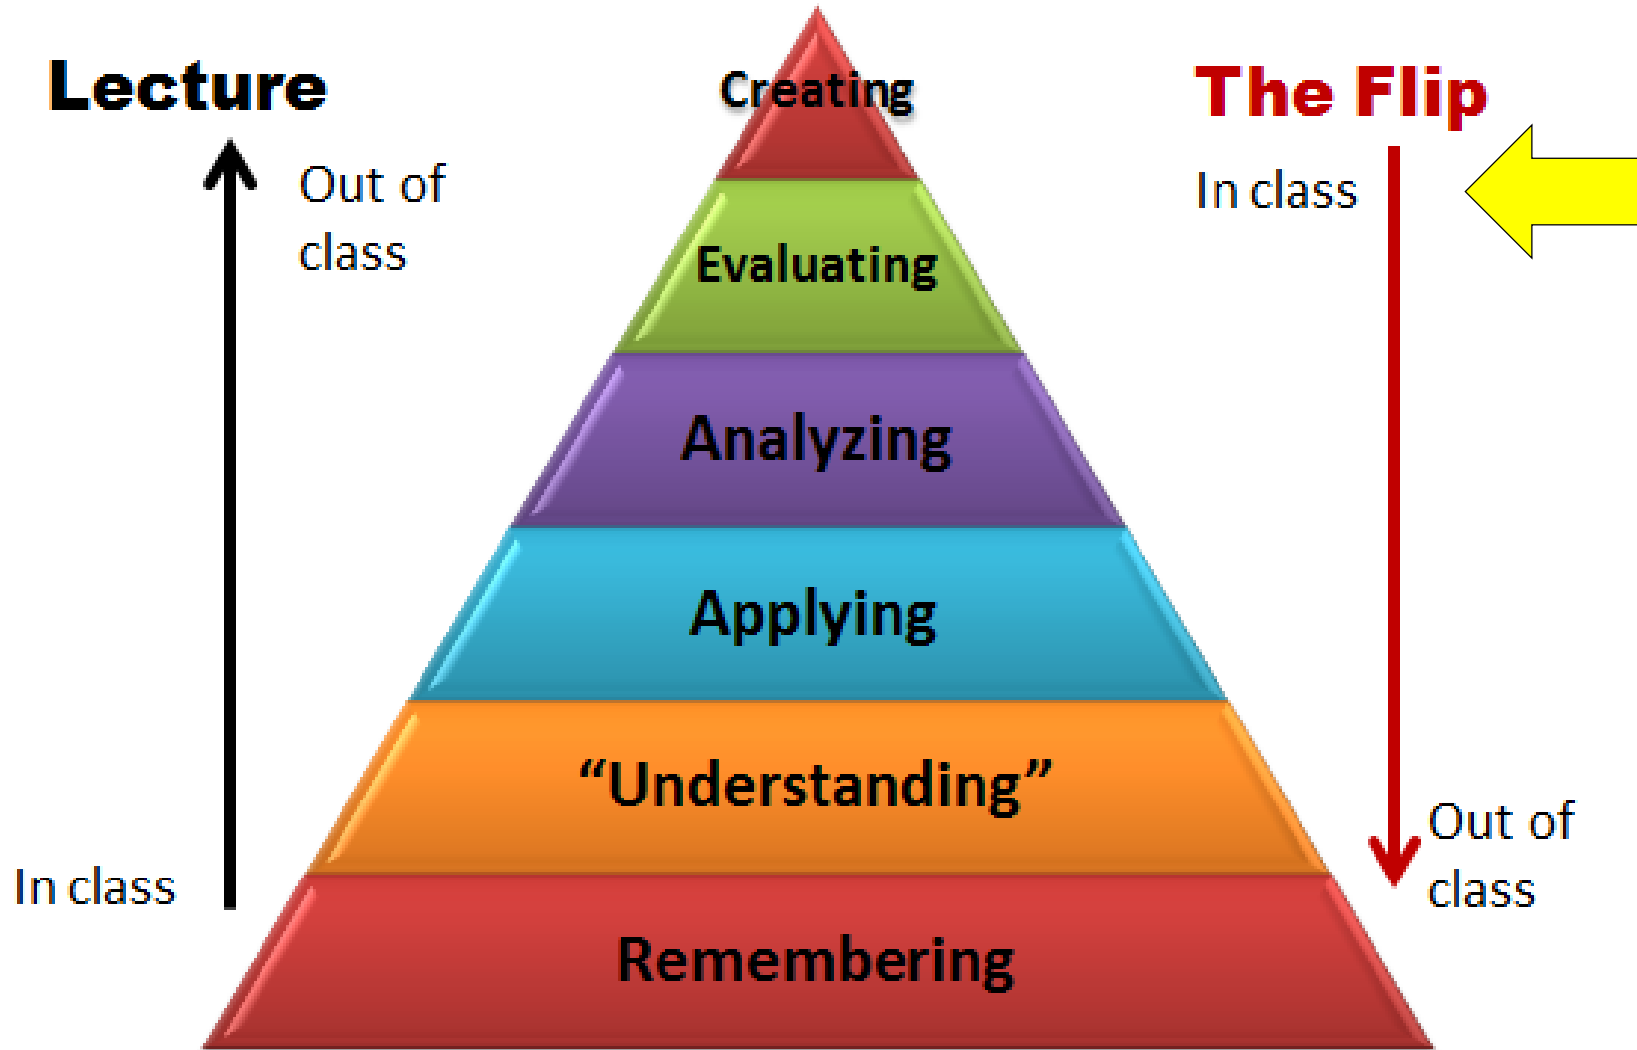 Lecture
Out of
class
In class
Creating
Evaluating
Analyzing
Applying
“Understanding”
Remembering
The Flip
In class
Out of
class